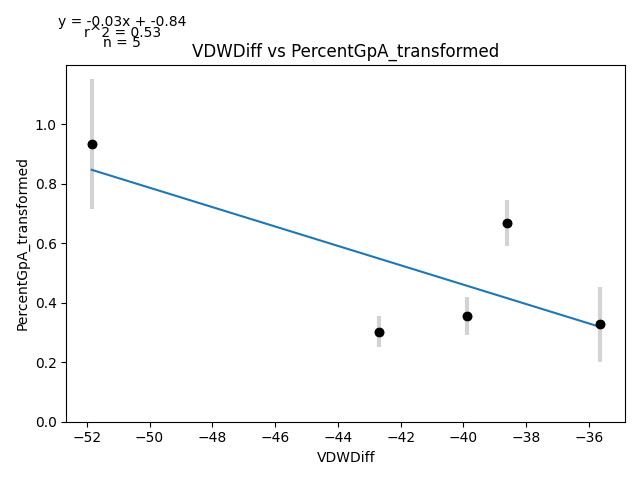 y = -0.03x + -0.84
r^2 = 0.53
n = 5
VDWDiff vs PercentGpA_transformed
PercentGpA_transformed
1.0
0.8
0.6
0.4
0.2
0.0
−52 −50 −48 −46 −44 −42 −40 −38 −36
VDWDiff